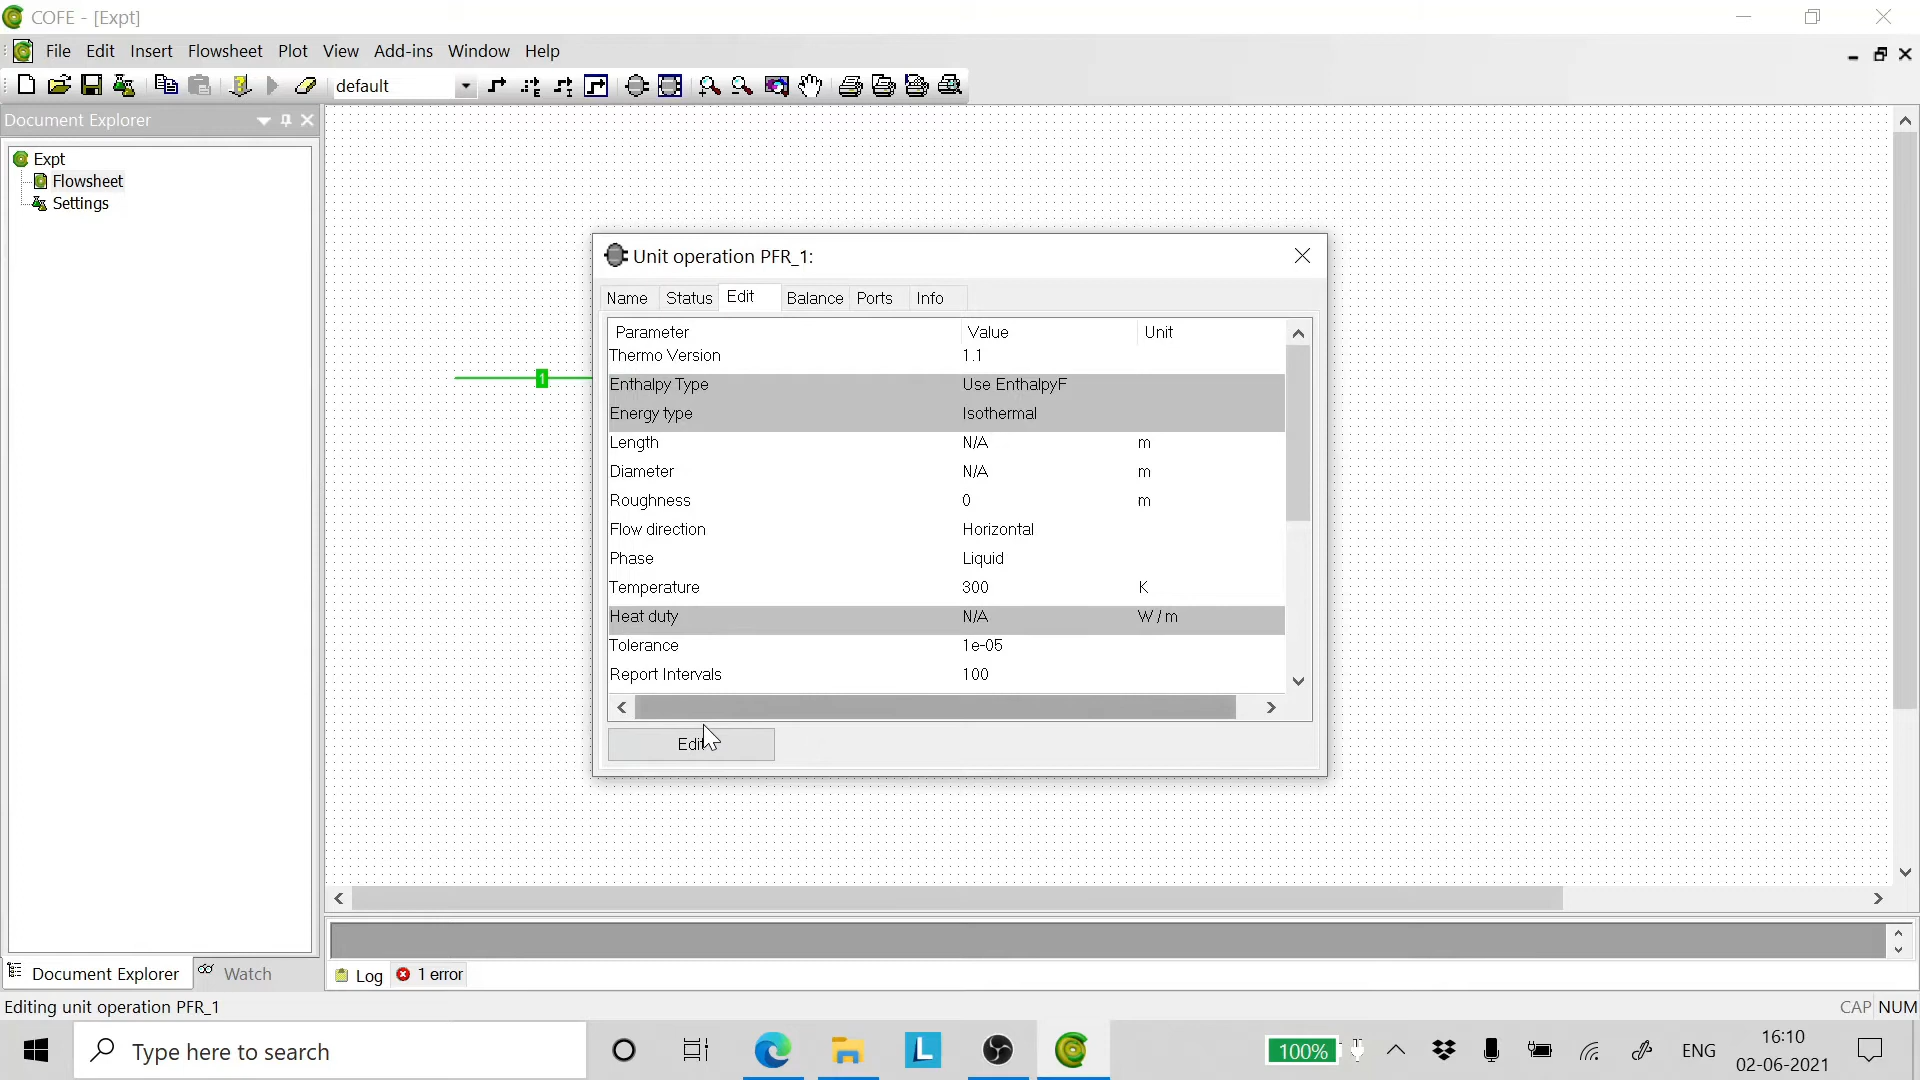 COFE - [Expt]
File Edit Insert Flowsheet Plot View Add-ins Window Help
default
Document Explorer
Expt
Flowsheet
Settings
1
Unit operation PFR_1:
Name Status Edit Balance Ports Info
Parameter Value Unit
Thermo Version 1.1
Enthalpy Type Use EnthalpyF
Energy type Isothermal
Length N/A m
Diameter N/A m
Roughness 0 m
Flow direction Horizontal
Phase Liquid
Temperature 300 K
Heat duty N/A W / m
Tolerance 1e-05
Report Intervals 100
Edit
Document Explorer Watch
Log 1 error
Editing unit operation PFR_1
CAP NUM
Type here to search
L
100%
ENG
16:10
02-06-2021